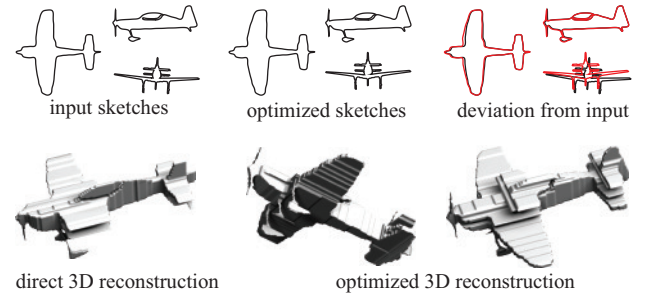 input sketches
optimized sketches
deviation from input
direct 3D reconstruction
optimized 3D reconstruction